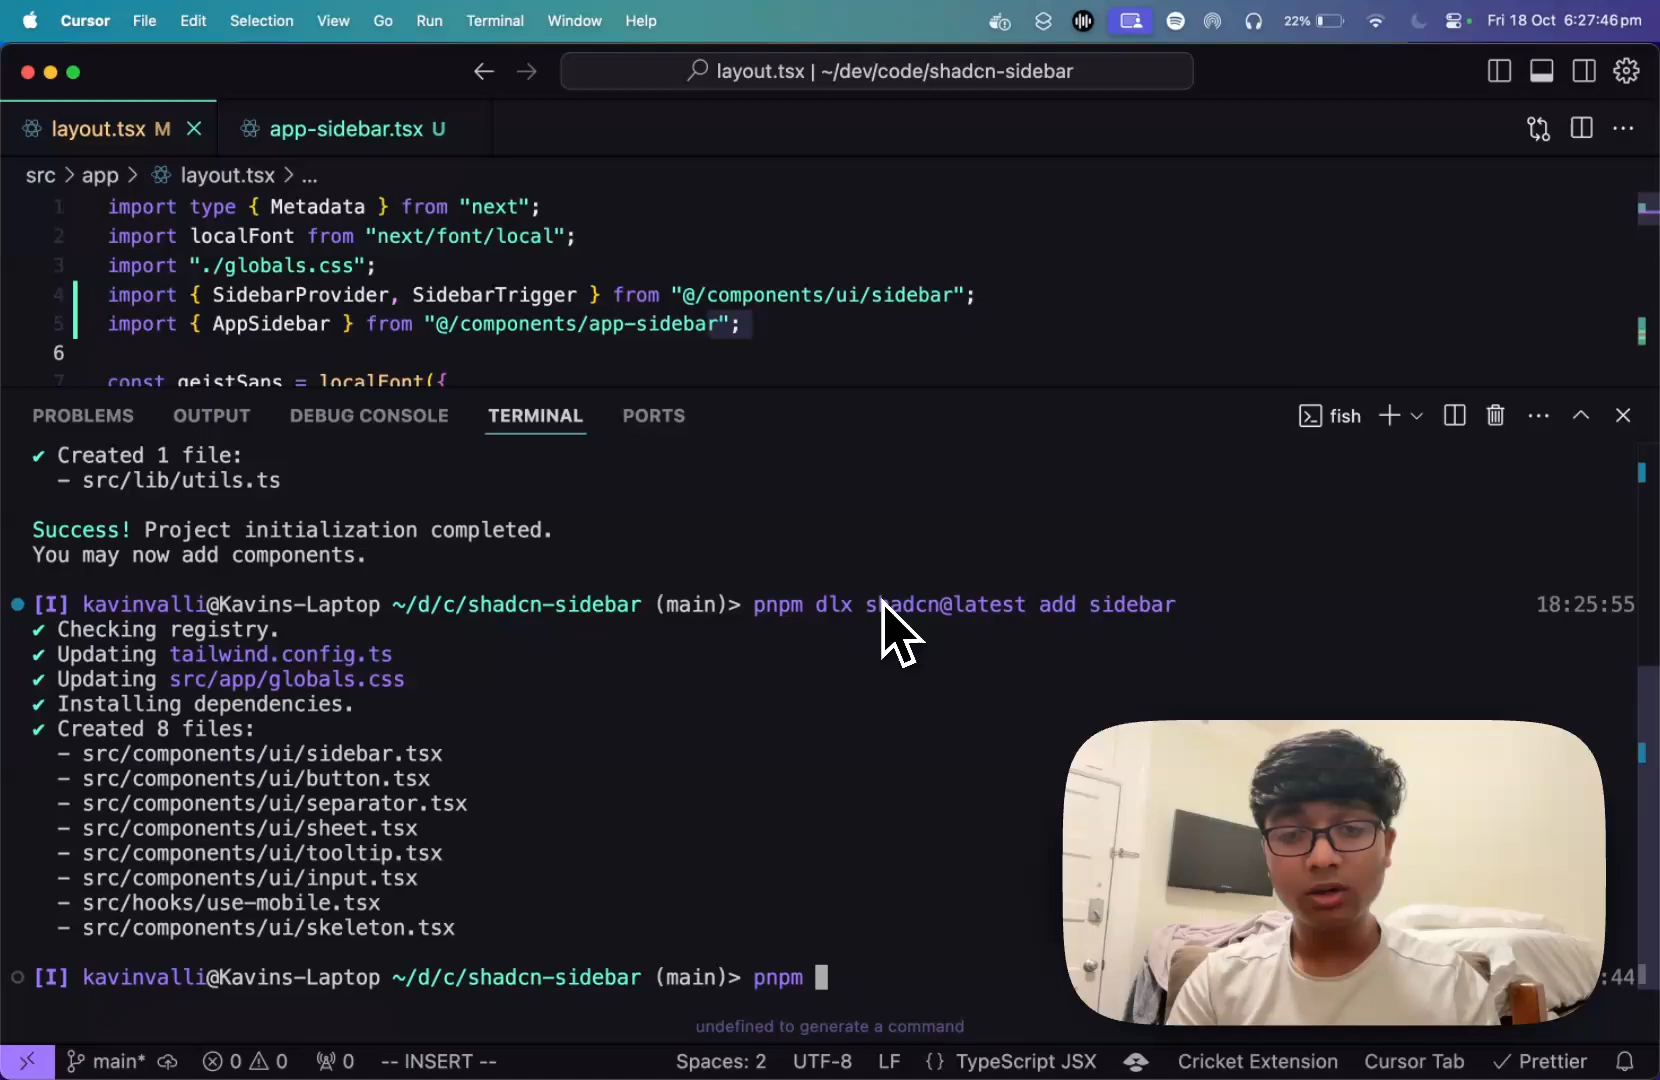 Cursor File Edit Selection View Go Run Terminal Window Help 22% Fri 18 Oct 6:27:46 pm
layout.tsx | ~/dev/code/shadcn-sidebar
layout.tsx M app-sidebar.tsx U
src > app > layout.tsx > ...
1 import type { Metadata } from "next";
2 import localFont from "next/font/local";
3 import "./globals.css";
4 import { SidebarProvider, SidebarTrigger } from "@/components/ui/sidebar";
5 import { AppSidebar } from "@/components/app-sidebar";
6
7 const geistSans = localFont({
PROBLEMS OUTPUT DEBUG CONSOLE TERMINAL PORTS fish
✔ Created 1 file:
– src/lib/utils.ts
Success! Project initialization completed.
You may now add components.
[I] kavinvalli@Kavins-Laptop ~/d/c/shadcn-sidebar (main)> pnpm dlx shadcn@latest add sidebar 18:25:55
✔ Checking registry.
✔ Updating tailwind.config.ts
✔ Updating src/app/globals.css
✔ Installing dependencies.
✔ Created 8 files:
– src/components/ui/sidebar.tsx
– src/components/ui/button.tsx
– src/components/ui/separator.tsx
– src/components/ui/sheet.tsx
– src/components/ui/tooltip.tsx
– src/components/ui/input.tsx
– src/hooks/use-mobile.tsx
– src/components/ui/skeleton.tsx
[I] kavinvalli@Kavins-Laptop ~/d/c/shadcn-sidebar (main)> pnpm :44
undefined to generate a command
main* 0 0 0 -- INSERT -- Spaces: 2 UTF-8 LF {} TypeScript JSX Cricket Extension Cursor Tab Prettier